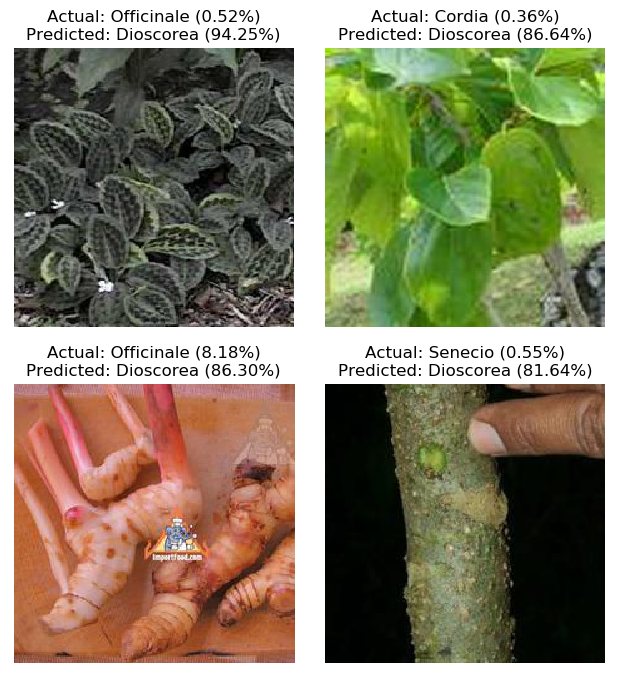 Actual: Officinale (0.52%)
Predicted: Dioscorea (94.25%)
Actual: Cordia (0.36%)
Predicted: Dioscorea (86.64%)
Actual: Officinale (8.18%)
Predicted: Dioscorea (86.30%)
importfood.com
Actual: Senecio (0.55%)
Predicted: Dioscorea (81.64%)